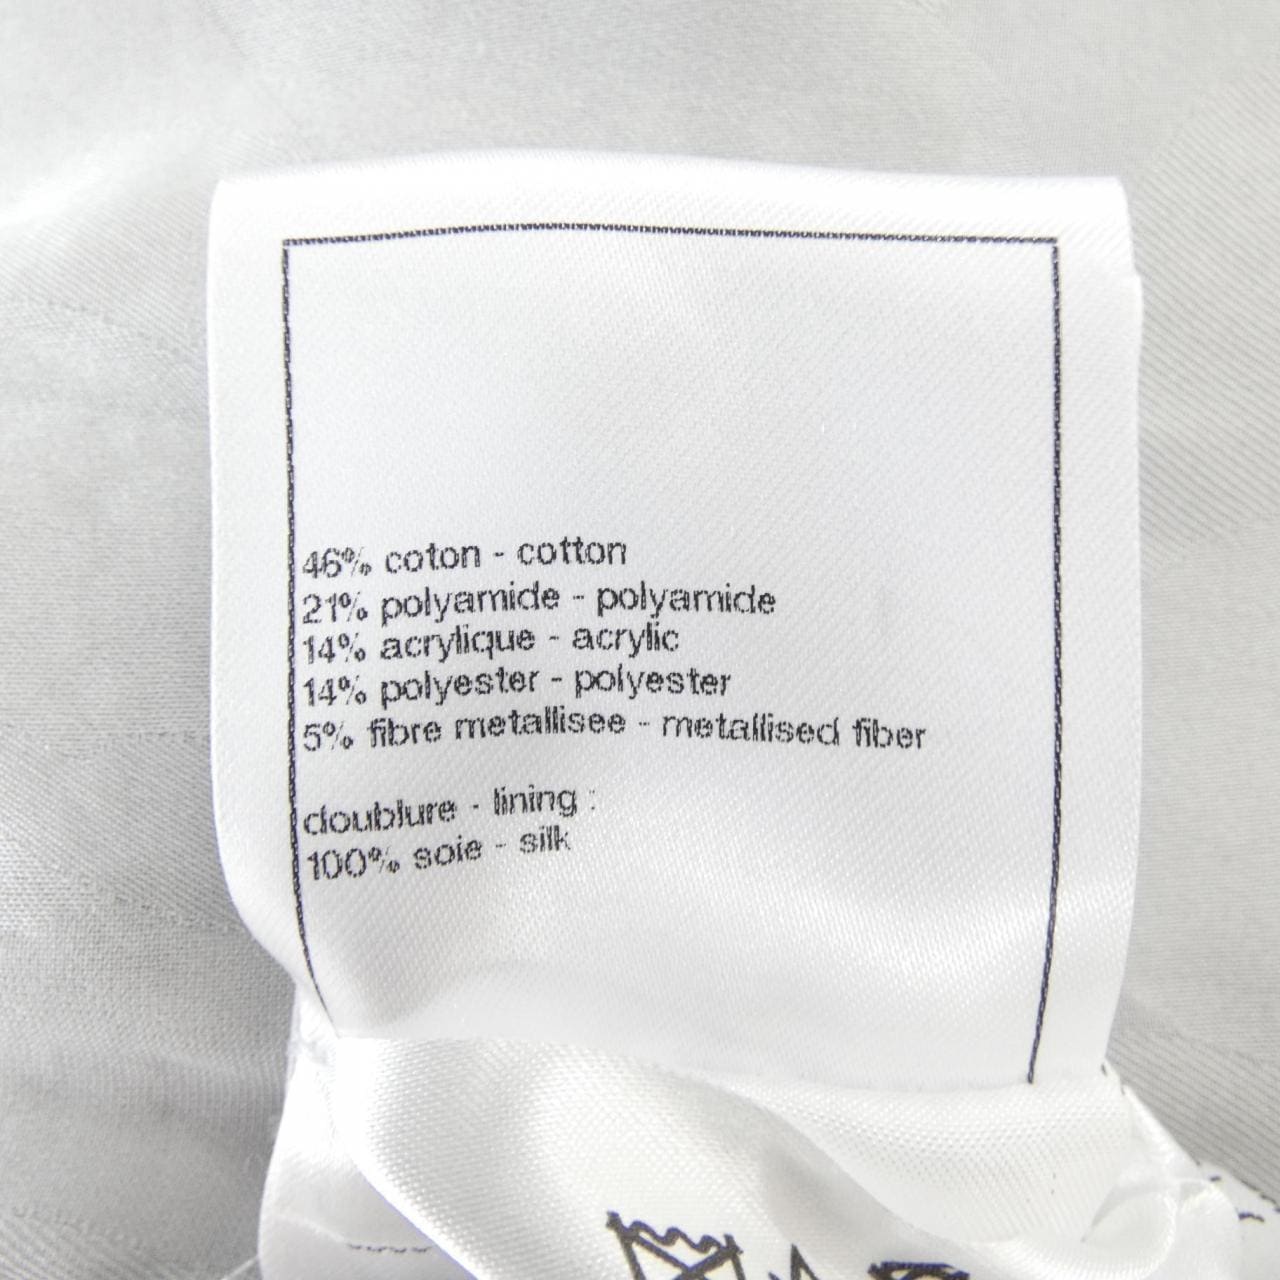 46% coton - cotton
21% polyamide - polyamide
14% acrylique - acrylic
14% polyester - polyester
5% fibre metallisee - metallised fiber
doublure - lining :
100% soie - silk